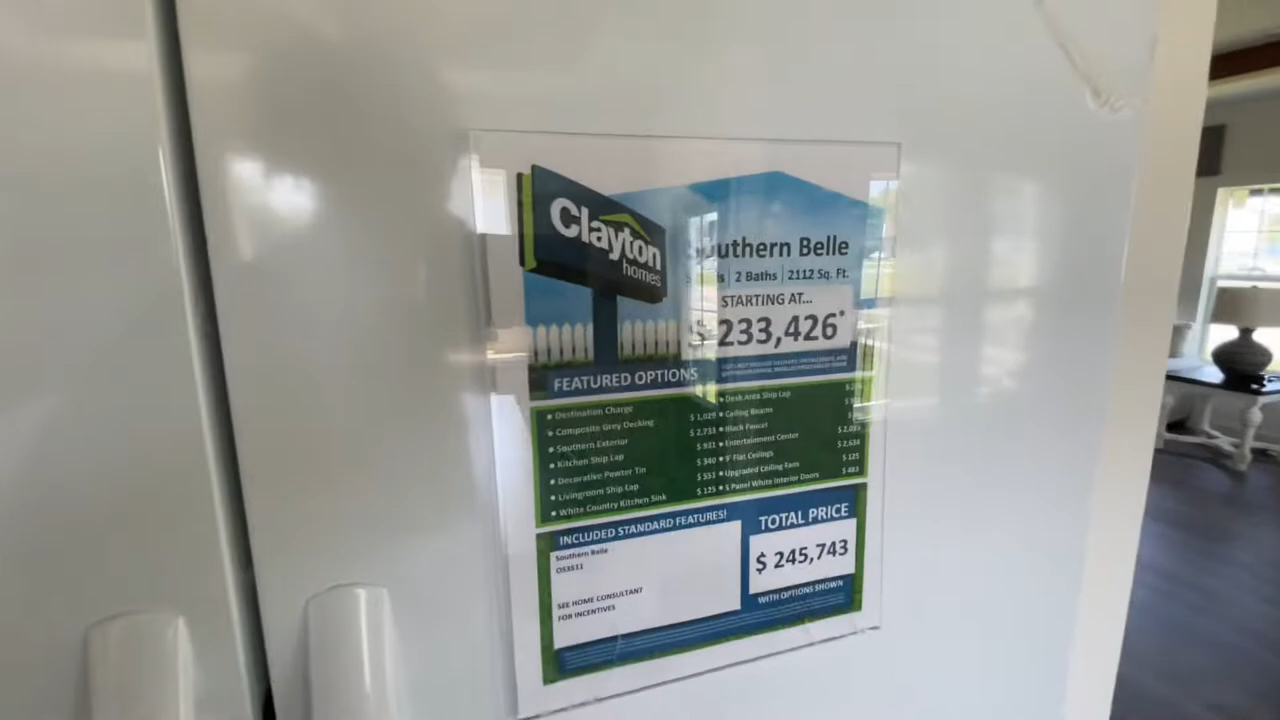 Clayton
homes
Southern Belle
2 Baths | 2112 Sq. Ft.
STARTING AT...
$ 233,426*
FEATURED OPTIONS
• Destination Charge
• Composite Grey Decking $ 1,029
• Southern Exterior $ 2,733
• Kitchen Ship Lap $ 931
• Decorative Pewter Tin $ 340
• Livingroom Ship Lap $ 553
• White Country Kitchen Sink $ 125
• Desk Area Ship Lap
• Ceiling Beams
• Black Faucet
• Entertainment Center
• 9' Flat Ceilings $ 2,634
• Upgraded Ceiling Fans $ 125
• 5 Panel White Interior Doors $ 483
INCLUDED STANDARD FEATURES!
Southern Belle
SEE HOME CONSULTANT
FOR INCENTIVES
TOTAL PRICE
$ 245,743
WITH OPTIONS SHOWN